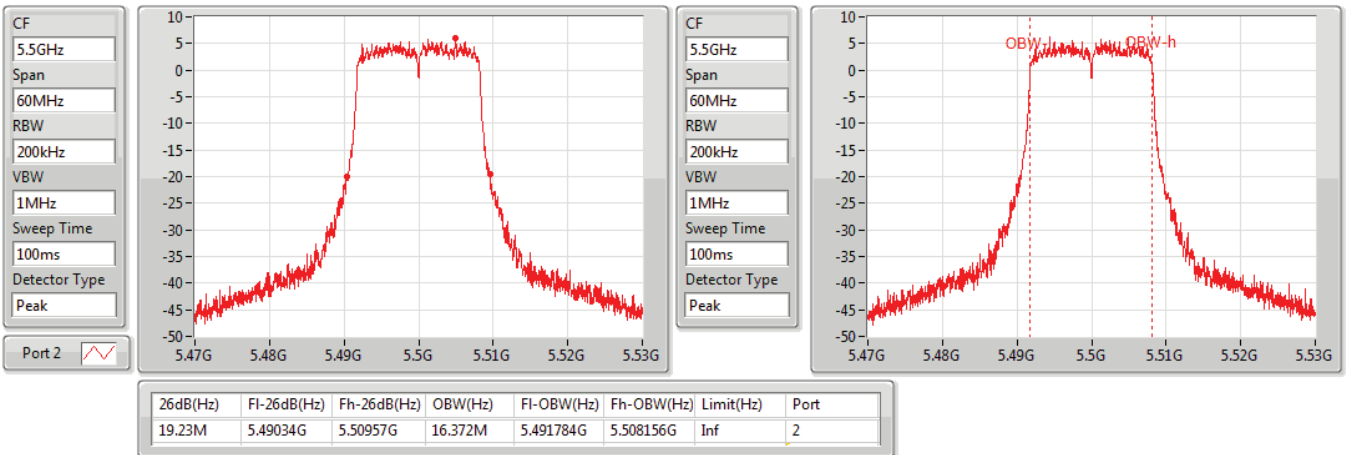 CF
5.5GHz
Span
60MHz
RBW
200kHz
VBW
1MHz
Sweep Time
100ms
Detector Type
Peak
Port 2
10
5
0
-5
-10
-15
-20
-25
-30
-35
-40
-45
-50
5.47G 5.48G 5.49G 5.5G 5.51G 5.52G 5.53G
CF
5.5GHz
Span
60MHz
RBW
200kHz
VBW
1MHz
Sweep Time
100ms
Detector Type
Peak
10
5
0
-5
-10
-15
-20
-25
-30
-35
-40
-45
-50
OBW-l OBW-h
5.47G 5.48G 5.49G 5.5G 5.51G 5.52G 5.53G
26dB(Hz) Fl-26dB(Hz) Fh-26dB(Hz) OBW(Hz) Fl-OBW(Hz) Fh-OBW(Hz) Limit(Hz) Port
19.23M 5.49034G 5.50957G 16.372M 5.491784G 5.508156G Inf 2